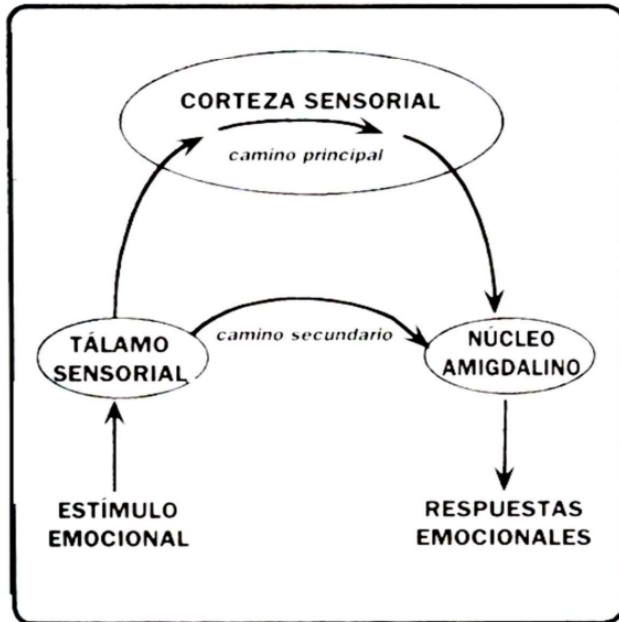 CORTEZA SENSORIAL
camino principal
camino secundario
TÁLAMO
SENSORIAL
NÚCLEO
AMIGDALINO
ESTÍMULO
EMOCIONAL
RESPUESTAS
EMOCIONALES